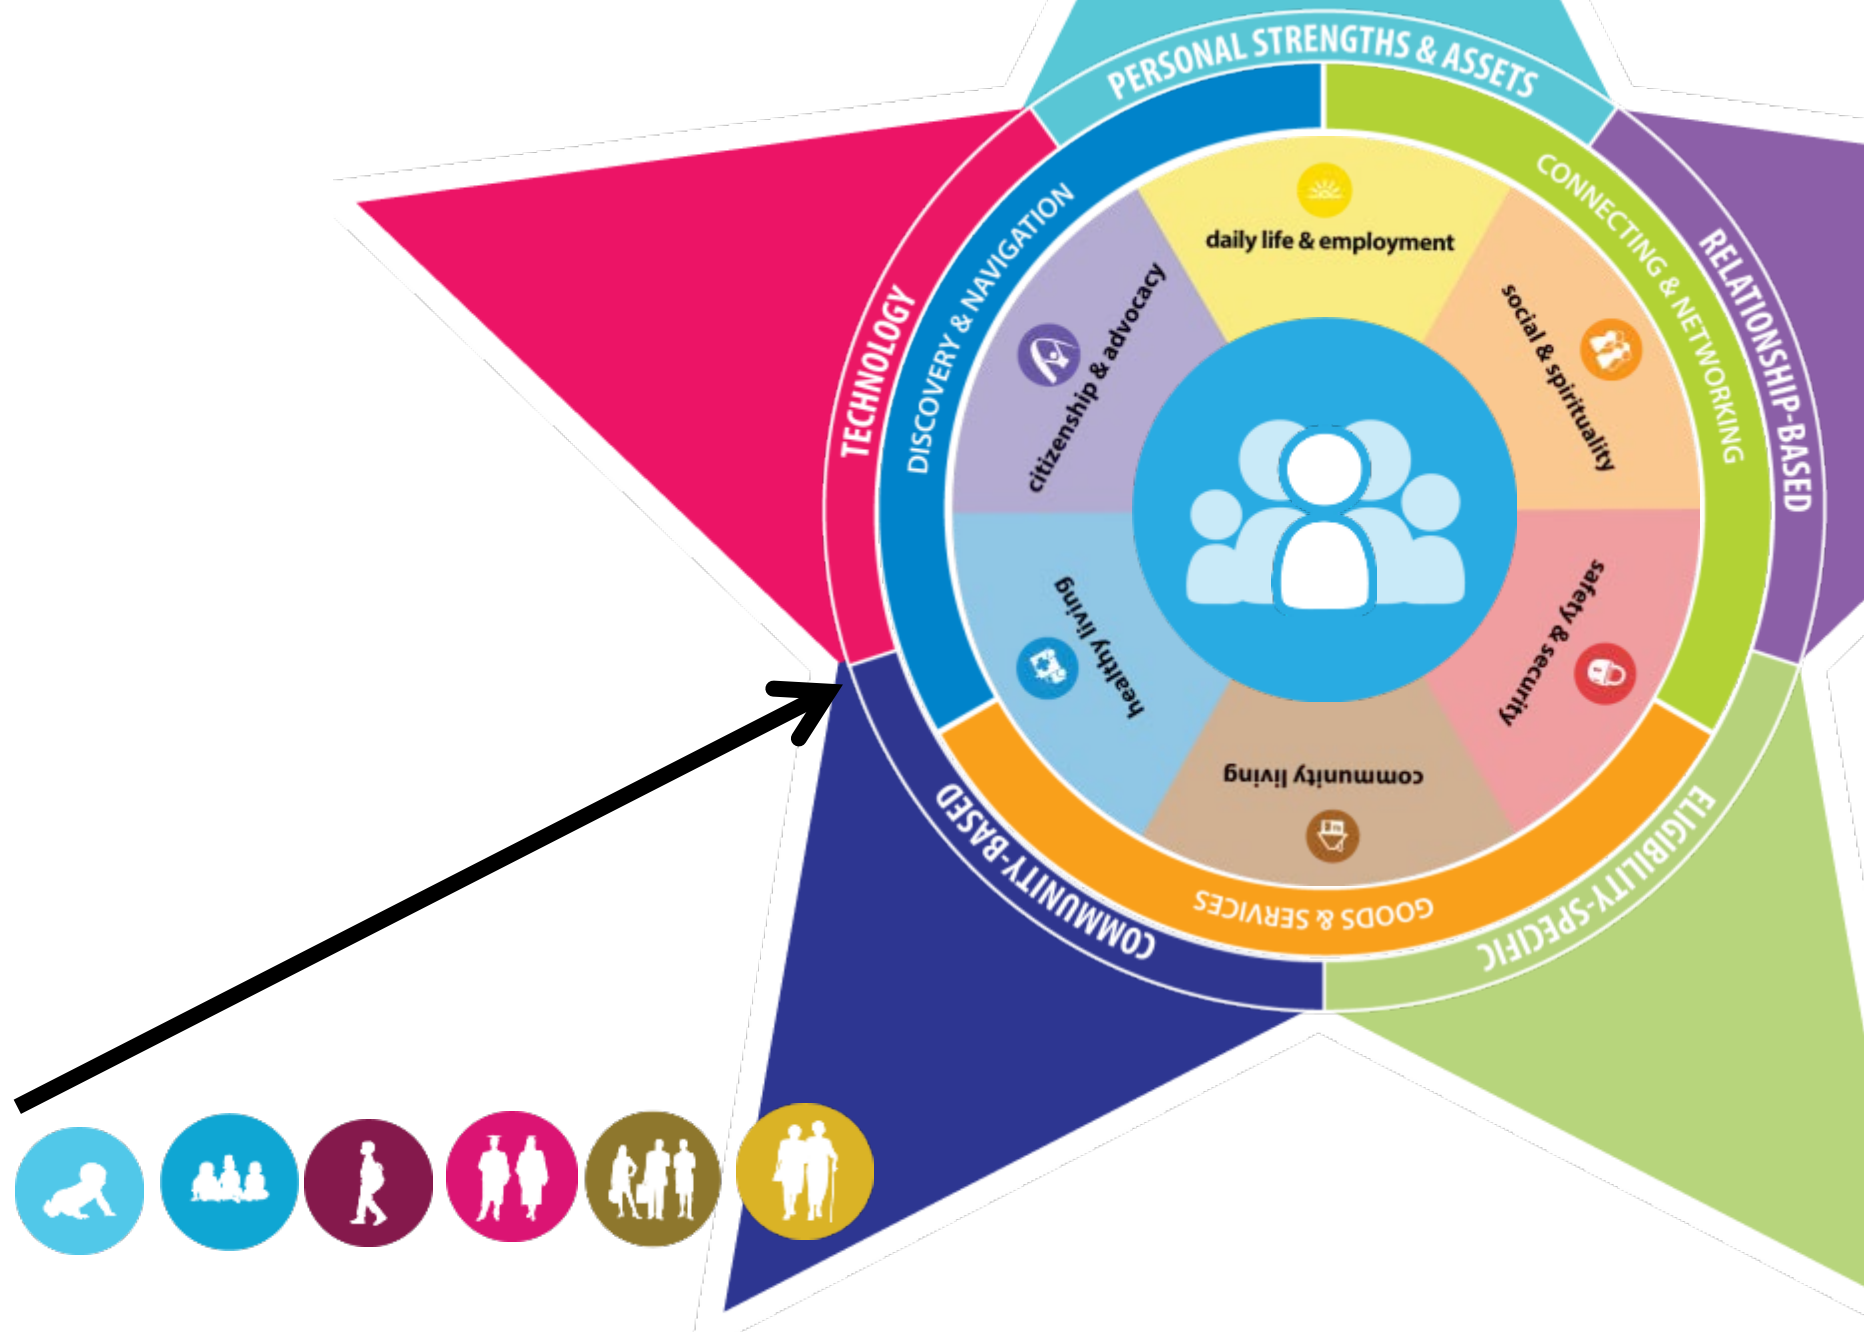 PERSONAL STRENGTHS & ASSETS
TECHNOLOGY
DISCOVERY & NAVIGATION
CONNECTING & NETWORKING
RELATIONSHIP-BASED
daily life & employment
citizenship & advocacy
social & spirituality
healthy living
safety & security
community living
GOODS & SERVICES
COMMUNITY-BASED
ELIGIBILITY-SPECIFIC